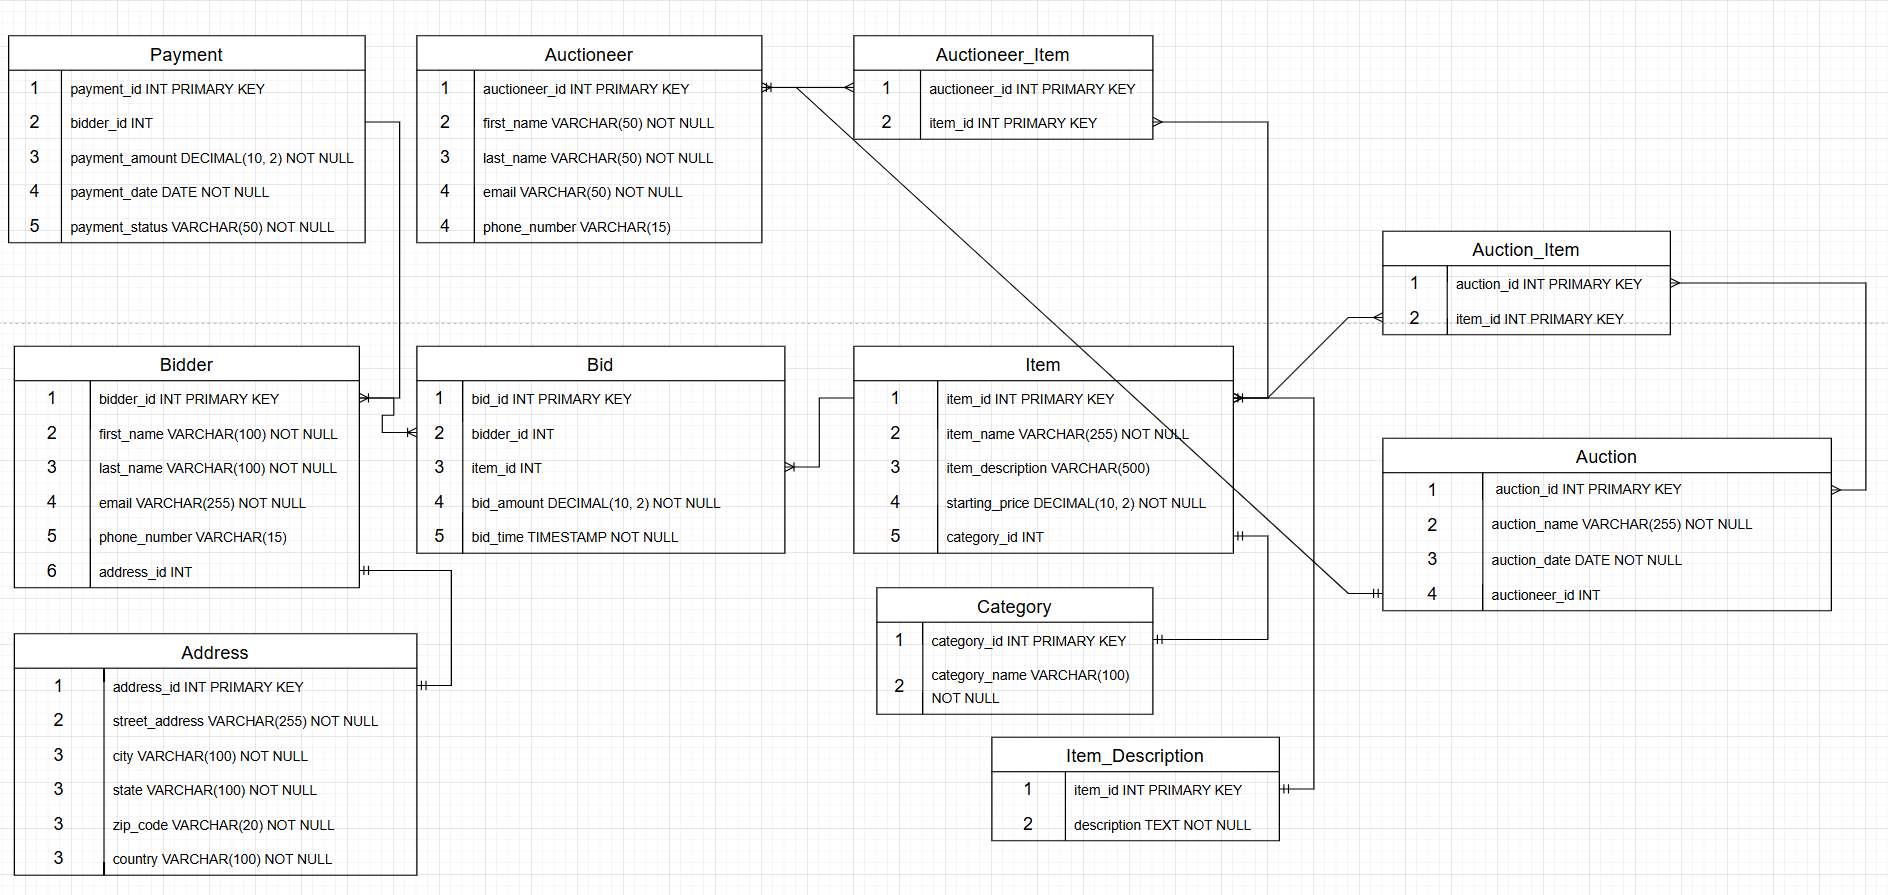 Payment
1 payment_id INT PRIMARY KEY
2 bidder_id INT
3 payment_amount DECIMAL(10, 2) NOT NULL
4 payment_date DATE NOT NULL
5 payment_status VARCHAR(50) NOT NULL
Auctioneer
1 auctioneer_id INT PRIMARY KEY
2 first_name VARCHAR(50) NOT NULL
3 last_name VARCHAR(50) NOT NULL
4 email VARCHAR(50) NOT NULL
4 phone_number VARCHAR(15)
Auctioneer_Item
1 auctioneer_id INT PRIMARY KEY
2 item_id INT PRIMARY KEY
Auction_Item
1 auction_id INT PRIMARY KEY
2 item_id INT PRIMARY KEY
Bidder
1 bidder_id INT PRIMARY KEY
2 first_name VARCHAR(100) NOT NULL
3 last_name VARCHAR(100) NOT NULL
4 email VARCHAR(255) NOT NULL
5 phone_number VARCHAR(15)
6 address_id INT
Bid
1 bid_id INT PRIMARY KEY
2 bidder_id INT
3 item_id INT
4 bid_amount DECIMAL(10, 2) NOT NULL
5 bid_time TIMESTAMP NOT NULL
Item
1 item_id INT PRIMARY KEY
2 item_name VARCHAR(255) NOT NULL
3 item_description VARCHAR(500)
4 starting_price DECIMAL(10, 2) NOT NULL
5 category_id INT
Auction
1 auction_id INT PRIMARY KEY
2 auction_name VARCHAR(255) NOT NULL
3 auction_date DATE NOT NULL
4 auctioneer_id INT
Category
1 category_id INT PRIMARY KEY
2 category_name VARCHAR(100)
NOT NULL
Address
1 address_id INT PRIMARY KEY
2 street_address VARCHAR(255) NOT NULL
3 city VARCHAR(100) NOT NULL
3 state VARCHAR(100) NOT NULL
3 zip_code VARCHAR(20) NOT NULL
3 country VARCHAR(100) NOT NULL
Item_Description
1 item_id INT PRIMARY KEY
2 description TEXT NOT NULL